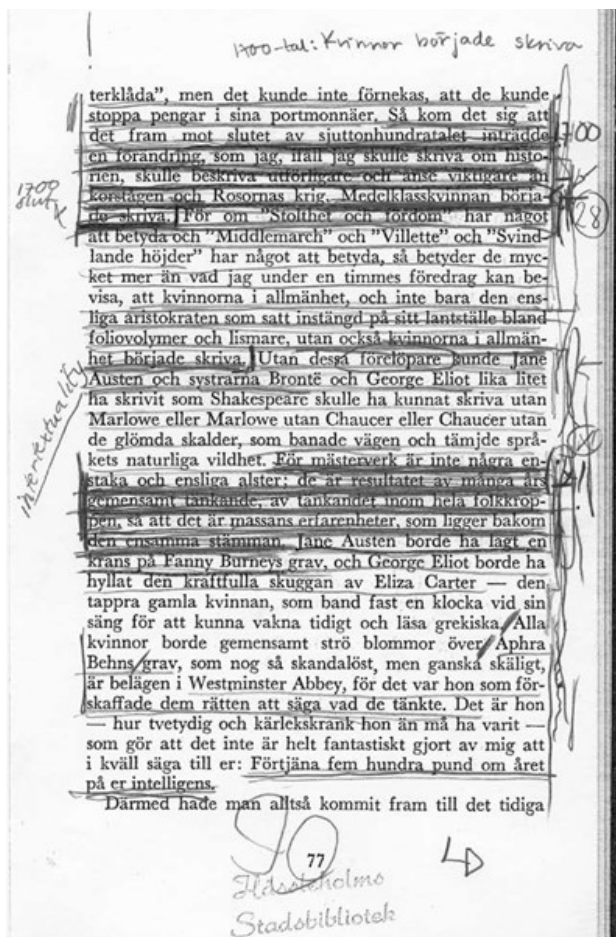 1700-tal: Kvinnor började skriva
terklåda”, men det kunde inte förnekas, att de kunde
stoppa pengar i sina portmonnäer. Så kom det sig att
det fram mot slutet av sjuttonhundratalet inträdde
1700
en förändring, som jag, ifall jag skulle skriva om histo-
rien, skulle beskriva utförligare och anse viktigare än
1700
slut
korstågen och Rosornas krig. Medelklasskvinnan börja-
de skriva. För om ”Stolthet och fördom” har något
28
att betyda och ”Middlemarch” och ”Villette” och ”Svind-
lande höjder” har något att betyda, så betyder de myc-
ket mer än vad jag under en timmes föredrag kan be-
visa, att kvinnorna i allmänhet, och inte bara den ens-
liga aristokraten som satt instängd på sitt lantställe bland
foliovolymer och lismare, utan också kvinnorna i allmän-
het började skriva. Utan dessa förelöpare kunde Jane
Austen och systrarna Brontë och George Eliot lika litet
ha skrivit som Shakespeare skulle ha kunnat skriva utan
Marlowe eller Marlowe utan Chaucer eller Chaucer utan
de glömda skalder, som banade vägen och tämjde språ-
kets naturliga vildhet. För mästerverk är inte några en-
intertextuality
staka och ensliga alster; de är resultatet av många års
gemensamt tänkande, av tänkandet inom hela folkkrop-
pen, så att det är massans erfarenheter, som ligger bakom
den ensamma stämman. Jane Austen borde ha lagt en
krans på Fanny Burneys grav, och George Eliot borde ha
hyllat den kraftfulla skuggan av Eliza Carter — den
tappra gamla kvinnan, som band fast en klocka vid sin
säng för att kunna vakna tidigt och läsa grekiska. Alla
kvinnor borde gemensamt strö blommor över Aphra
Behns grav, som nog så skandalöst, men ganska skäligt,
är belägen i Westminster Abbey, för det var hon som för-
skaffade dem rätten att säga vad de tänkte. Det är hon
— hur tvetydig och kärlekskrank hon än må ha varit —
som gör att det inte är helt fantastiskt gjort av mig att
i kväll säga till er: Förtjäna fem hundra pund om året
på er intelligens.
Därmed hade man alltså kommit fram till det tidiga
77
Stadsbibliotek